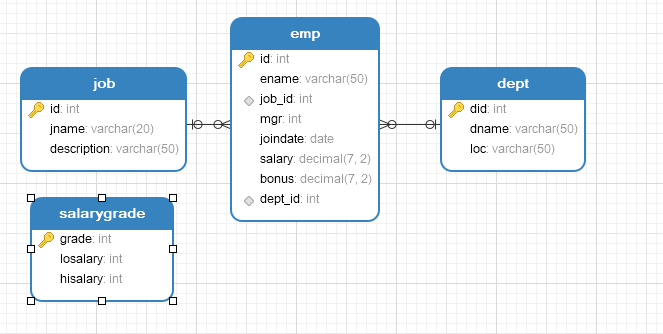 job
id: int
jname: varchar(20)
description: varchar(50)
emp
id: int
ename: varchar(50)
job_id: int
mgr: int
joindate: date
salary: decimal(7, 2)
bonus: decimal(7, 2)
dept_id: int
dept
did: int
dname: varchar(50)
loc: varchar(50)
salarygrade
grade: int
losalary: int
hisalary: int